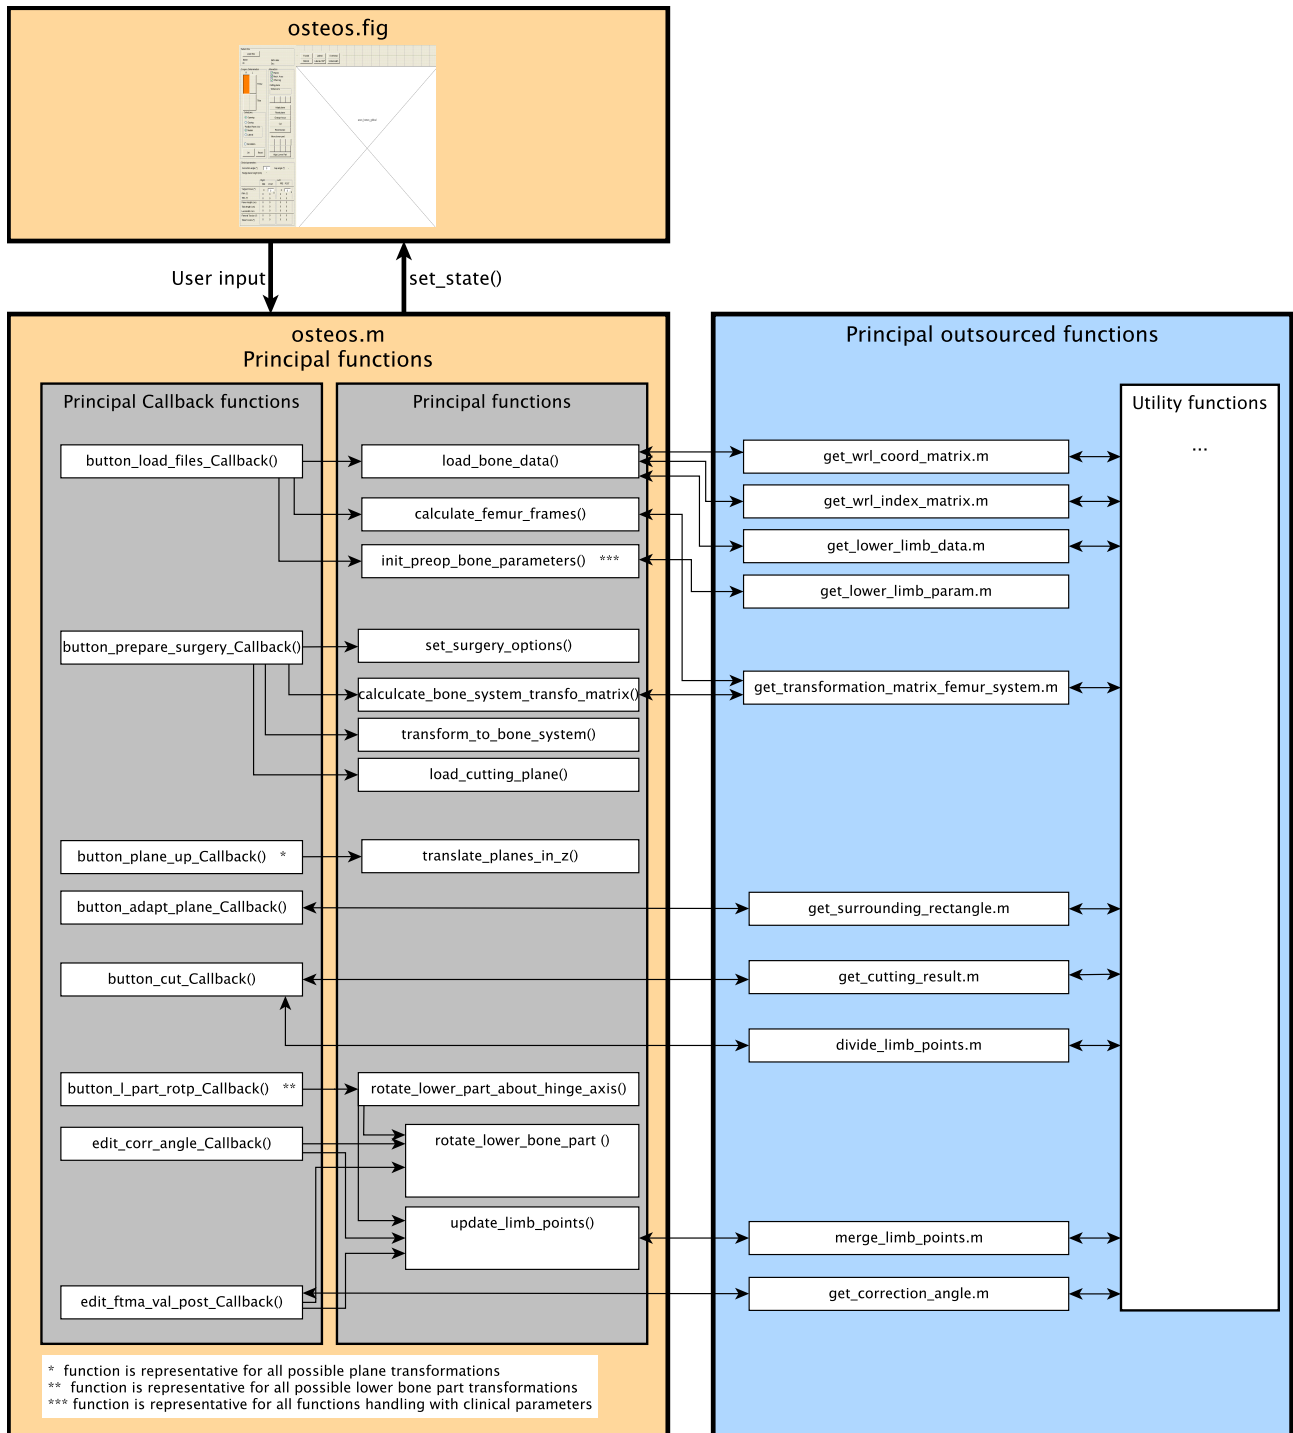 osteos.fig
User input
set_state()
osteos.m
Principal functions
Principal Callback functions
button_load_files_Callback()
button_prepare_surgery_Callback()
button_plane_up_Callback() *
button_adapt_plane_Callback()
button_cut_Callback()
button_l_part_rotp_Callback() **
edit_corr_angle_Callback()
edit_ftma_val_post_Callback()
Principal functions
load_bone_data()
calculate_femur_frames()
init_preop_bone_parameters() ***
set_surgery_options()
calculcate_bone_system_transfo_matrix()
transform_to_bone_system()
load_cutting_plane()
translate_planes_in_z()
rotate_lower_part_about_hinge_axis()
rotate_lower_bone_part ()
update_limb_points()
* function is representative for all possible plane transformations
** function is representative for all possible lower bone part transformations
*** function is representative for all functions handling with clinical parameters
Principal outsourced functions
get_wrl_coord_matrix.m
get_wrl_index_matrix.m
get_lower_limb_data.m
get_lower_limb_param.m
get_transformation_matrix_femur_system.m
get_surrounding_rectangle.m
get_cutting_result.m
divide_limb_points.m
merge_limb_points.m
get_correction_angle.m
Utility functions
...